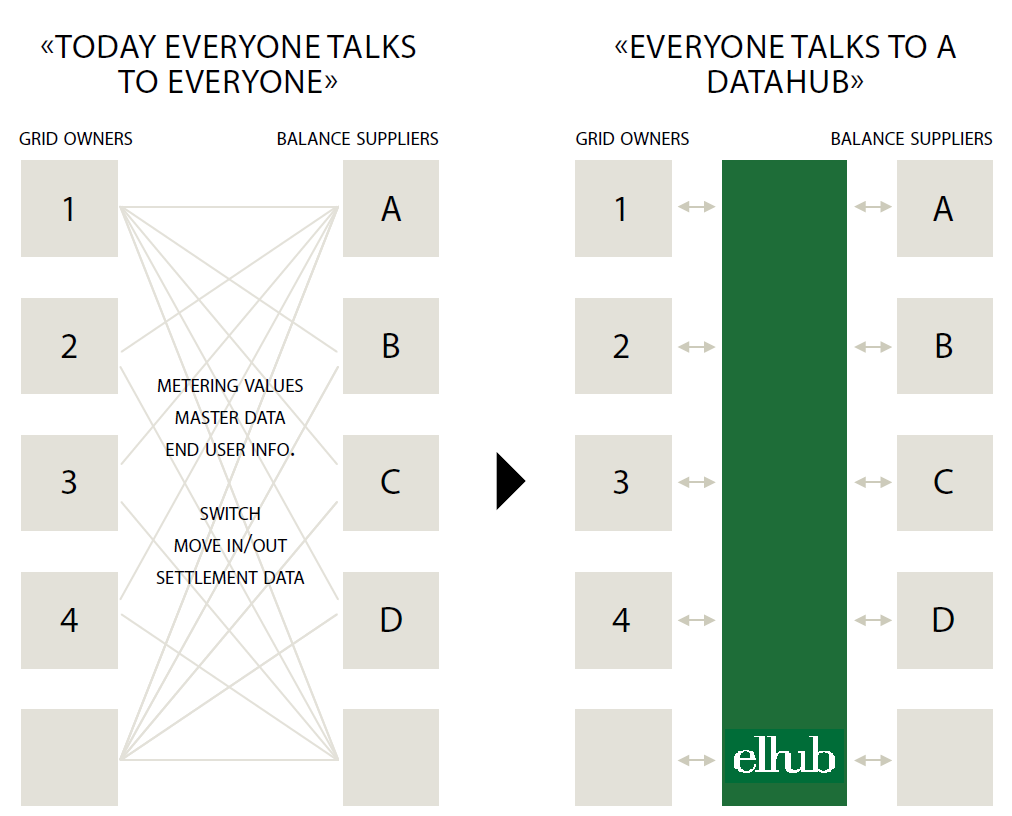 «TODAY EVERYONE TALKS
TO EVERYONE»
GRID OWNERS
BALANCE SUPPLIERS
1
A
2
B
METERING VALUES
MASTER DATA
END USER INFO.
3
C
SWITCH
MOVE IN/OUT
SETTLEMENT DATA
4
D
«EVERYONE TALKS TO A
DATAHUB»
GRID OWNERS
BALANCE SUPPLIERS
1
A
2
B
3
C
4
D
elhub